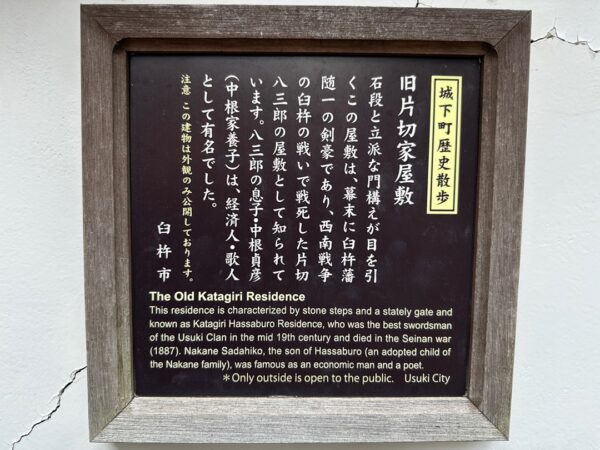 城下町歴史散歩
旧片切家屋敷
石段と立派な門構えが目を引
くこの屋敷は、幕末に臼杵藩
随一の剣豪であり、西南戦争
の臼杵の戦いで戦死した片切
八三郎の屋敷として知られて
います。八三郎の息子・中根貞彦
(中根家養子)は、経済人・歌人
として有名でした。
注意 この建物は外観のみ公開しております。
臼杵市
The Old Katagiri Residence
This residence is characterized by stone steps and a stately gate and
known as Katagiri Hassaburo Residence, who was the best swordsman
of the Usuki Clan in the mid 19th century and died in the Seinan war
(1887). Nakane Sadahiko, the son of Hassaburo (an adopted child of
the Nakane family), was famous as an economic man and a poet.
＊Only outside is open to the public. Usuki City